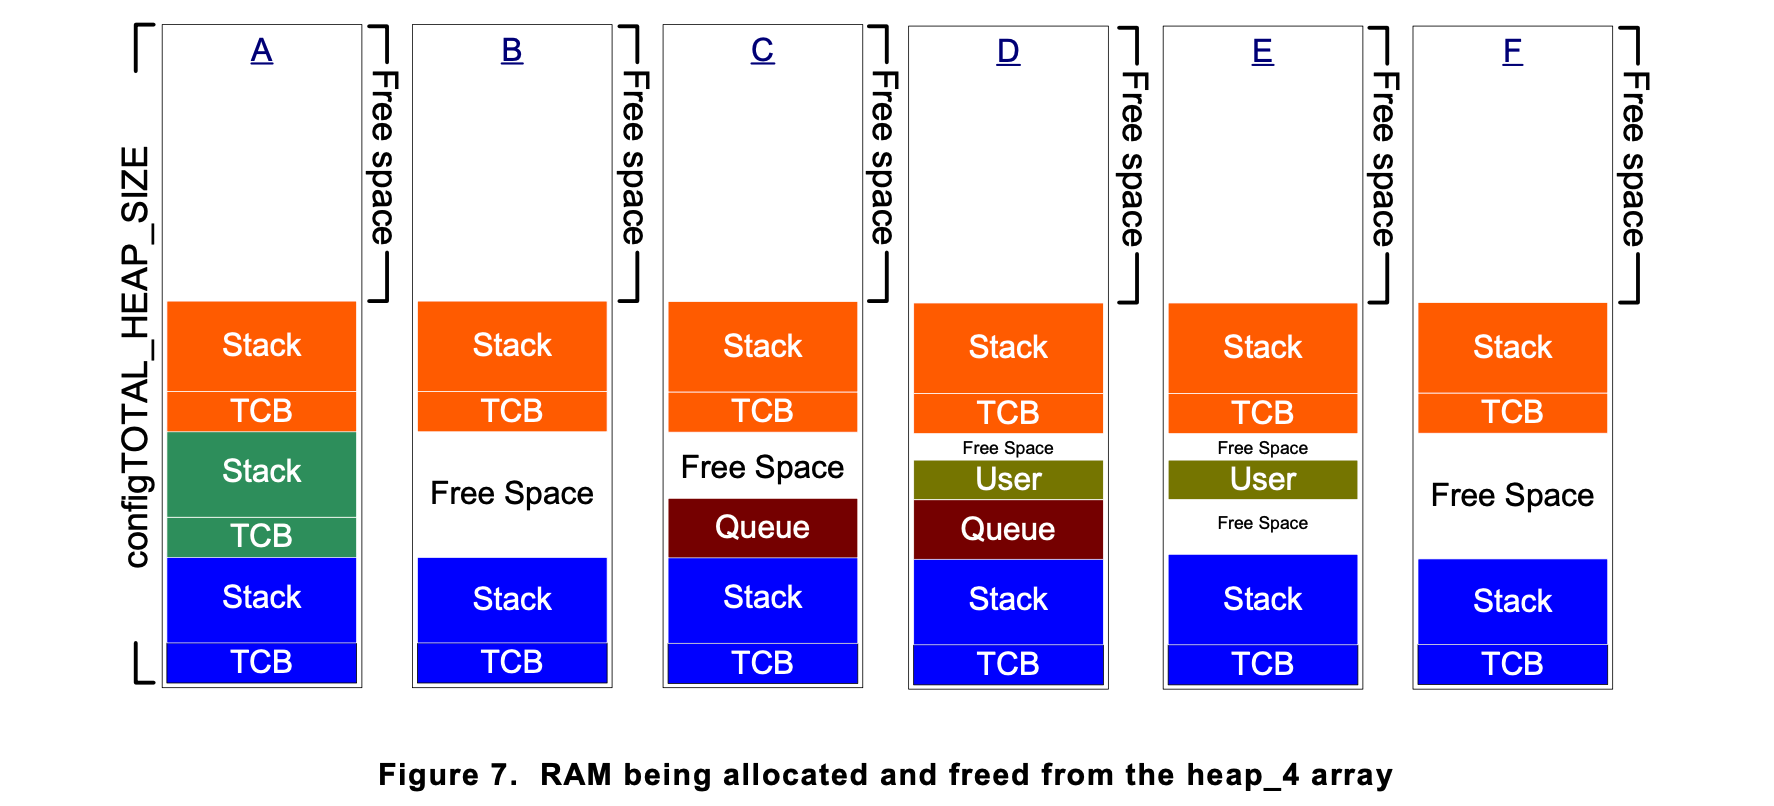 A
B
C
D
E
F
configTOTAL_HEAP_SIZE
Free space
Free space
Free space
Free space
Free space
Free space
Stack
TCB
Stack
TCB
Stack
TCB
Stack
TCB
Free Space
Stack
TCB
Stack
TCB
Free Space
Queue
Stack
TCB
Stack
TCB
Free Space
User
Queue
Stack
TCB
Stack
TCB
Free Space
User
Free Space
Stack
TCB
Stack
TCB
Free Space
Stack
TCB
Figure 7. RAM being allocated and freed from the heap_4 array